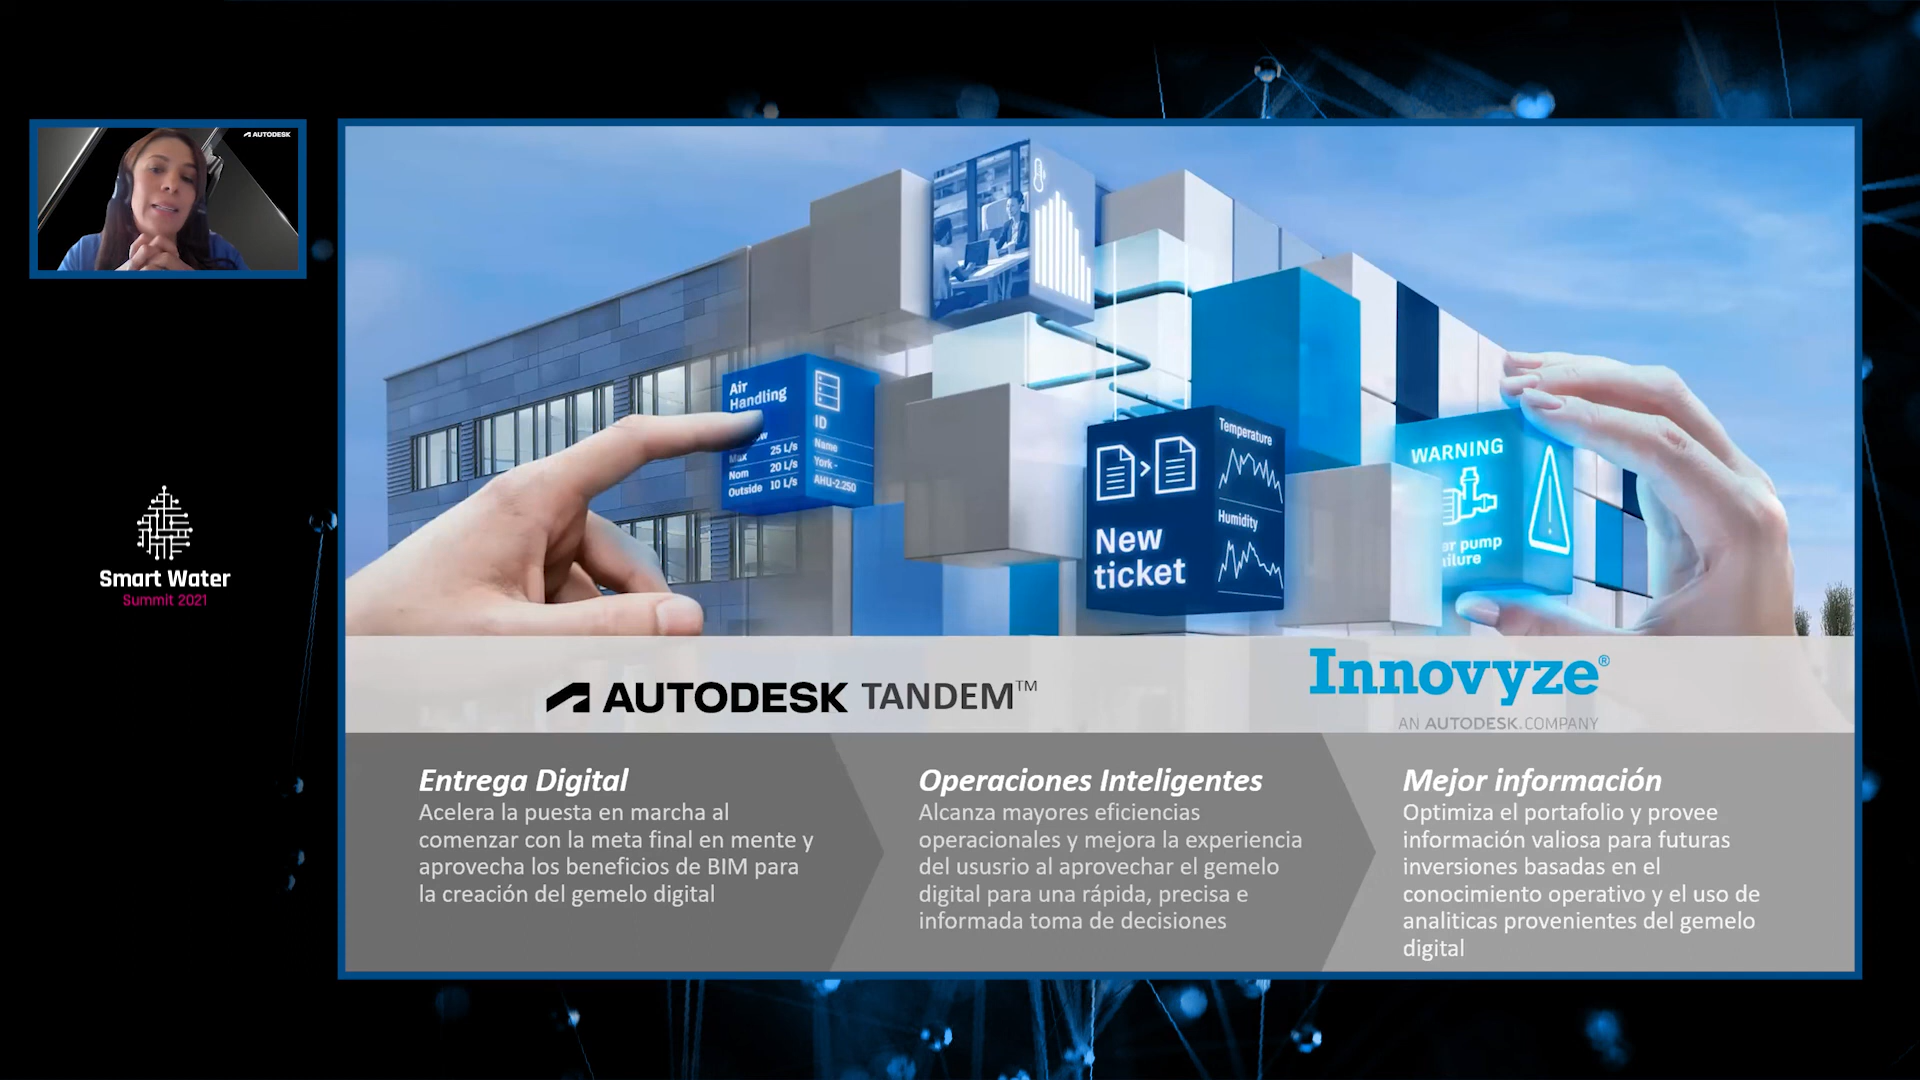 AUTODESK
Smart Water
Summit 2021
Air
Handling
Max 25 L/s
Nom 20 L/s
Outside 10 L/s
ID
Name
York-
AHU-2.250
New
ticket
Temperature
Humidity
WARNING
pump
AUTODESK TANDEM™
Innovyze®
AN AUTODESK COMPANY
Entrega Digital
Acelera la puesta en marcha al
comenzar con la meta final en mente y
aprovecha los beneficios de BIM para
la creación del gemelo digital
Operaciones Inteligentes
Alcanza mayores eficiencias
operacionales y mejora la experiencia
del ususrio al aprovechar el gemelo
digital para una rápida, precisa e
informada toma de decisiones
Mejor información
Optimiza el portafolio y provee
información valiosa para futuras
inversiones basadas en el
conocimiento operativo y el uso de
analiticas provenientes del gemelo
digital